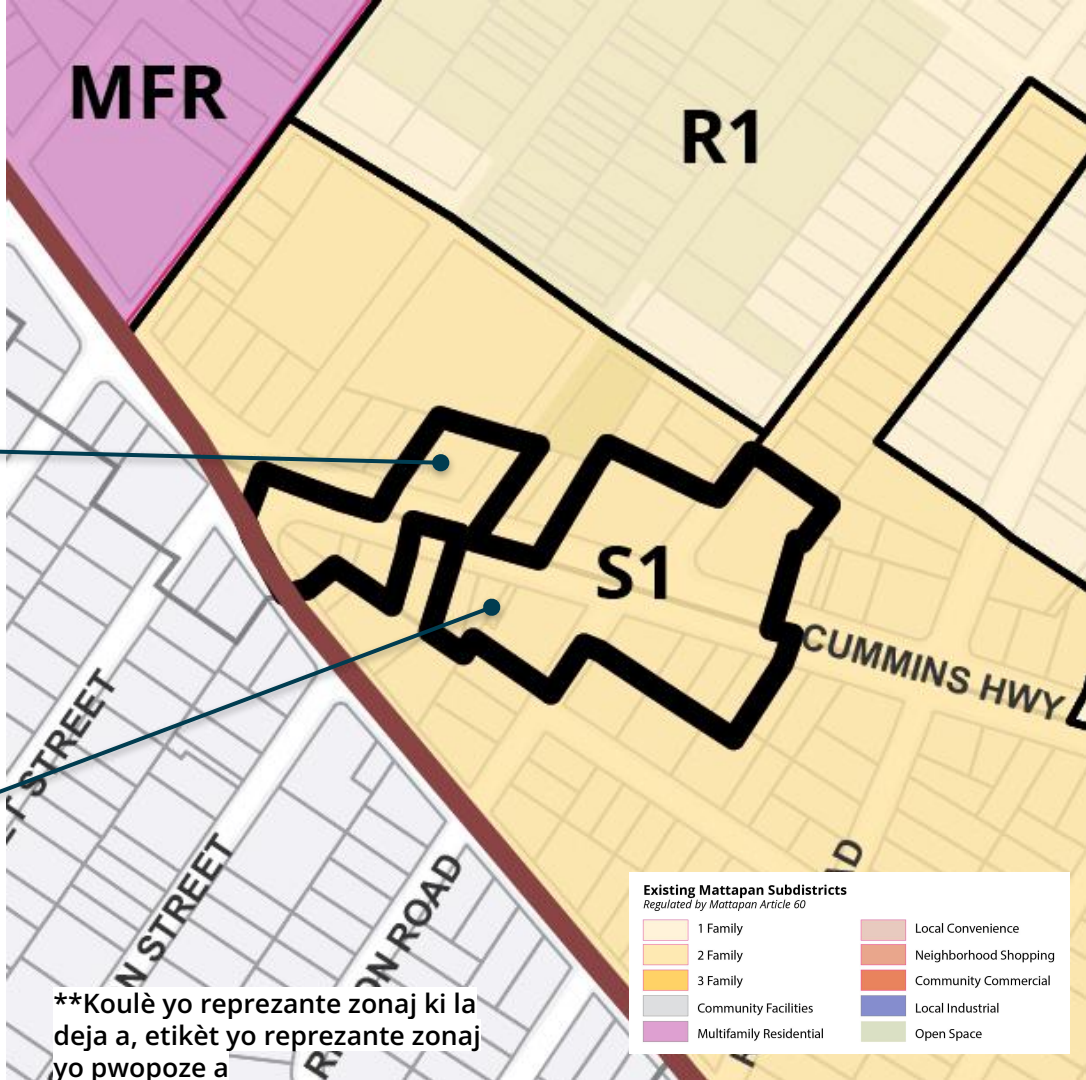 MFR
R1
S1
CUMMINS HWY
STREET
STREET
ROAD
**Koulè yo reprezante zonaj ki la
deja a, etikèt yo reprezante zonaj
yo pwopoze a
Existing Mattapan Subdistricts
Regulated by Mattapan Article 60
1 Family
2 Family
3 Family
Community Facilities
Multifamily Residential
Local Convenience
Neighborhood Shopping
Community Commercial
Local Industrial
Open Space